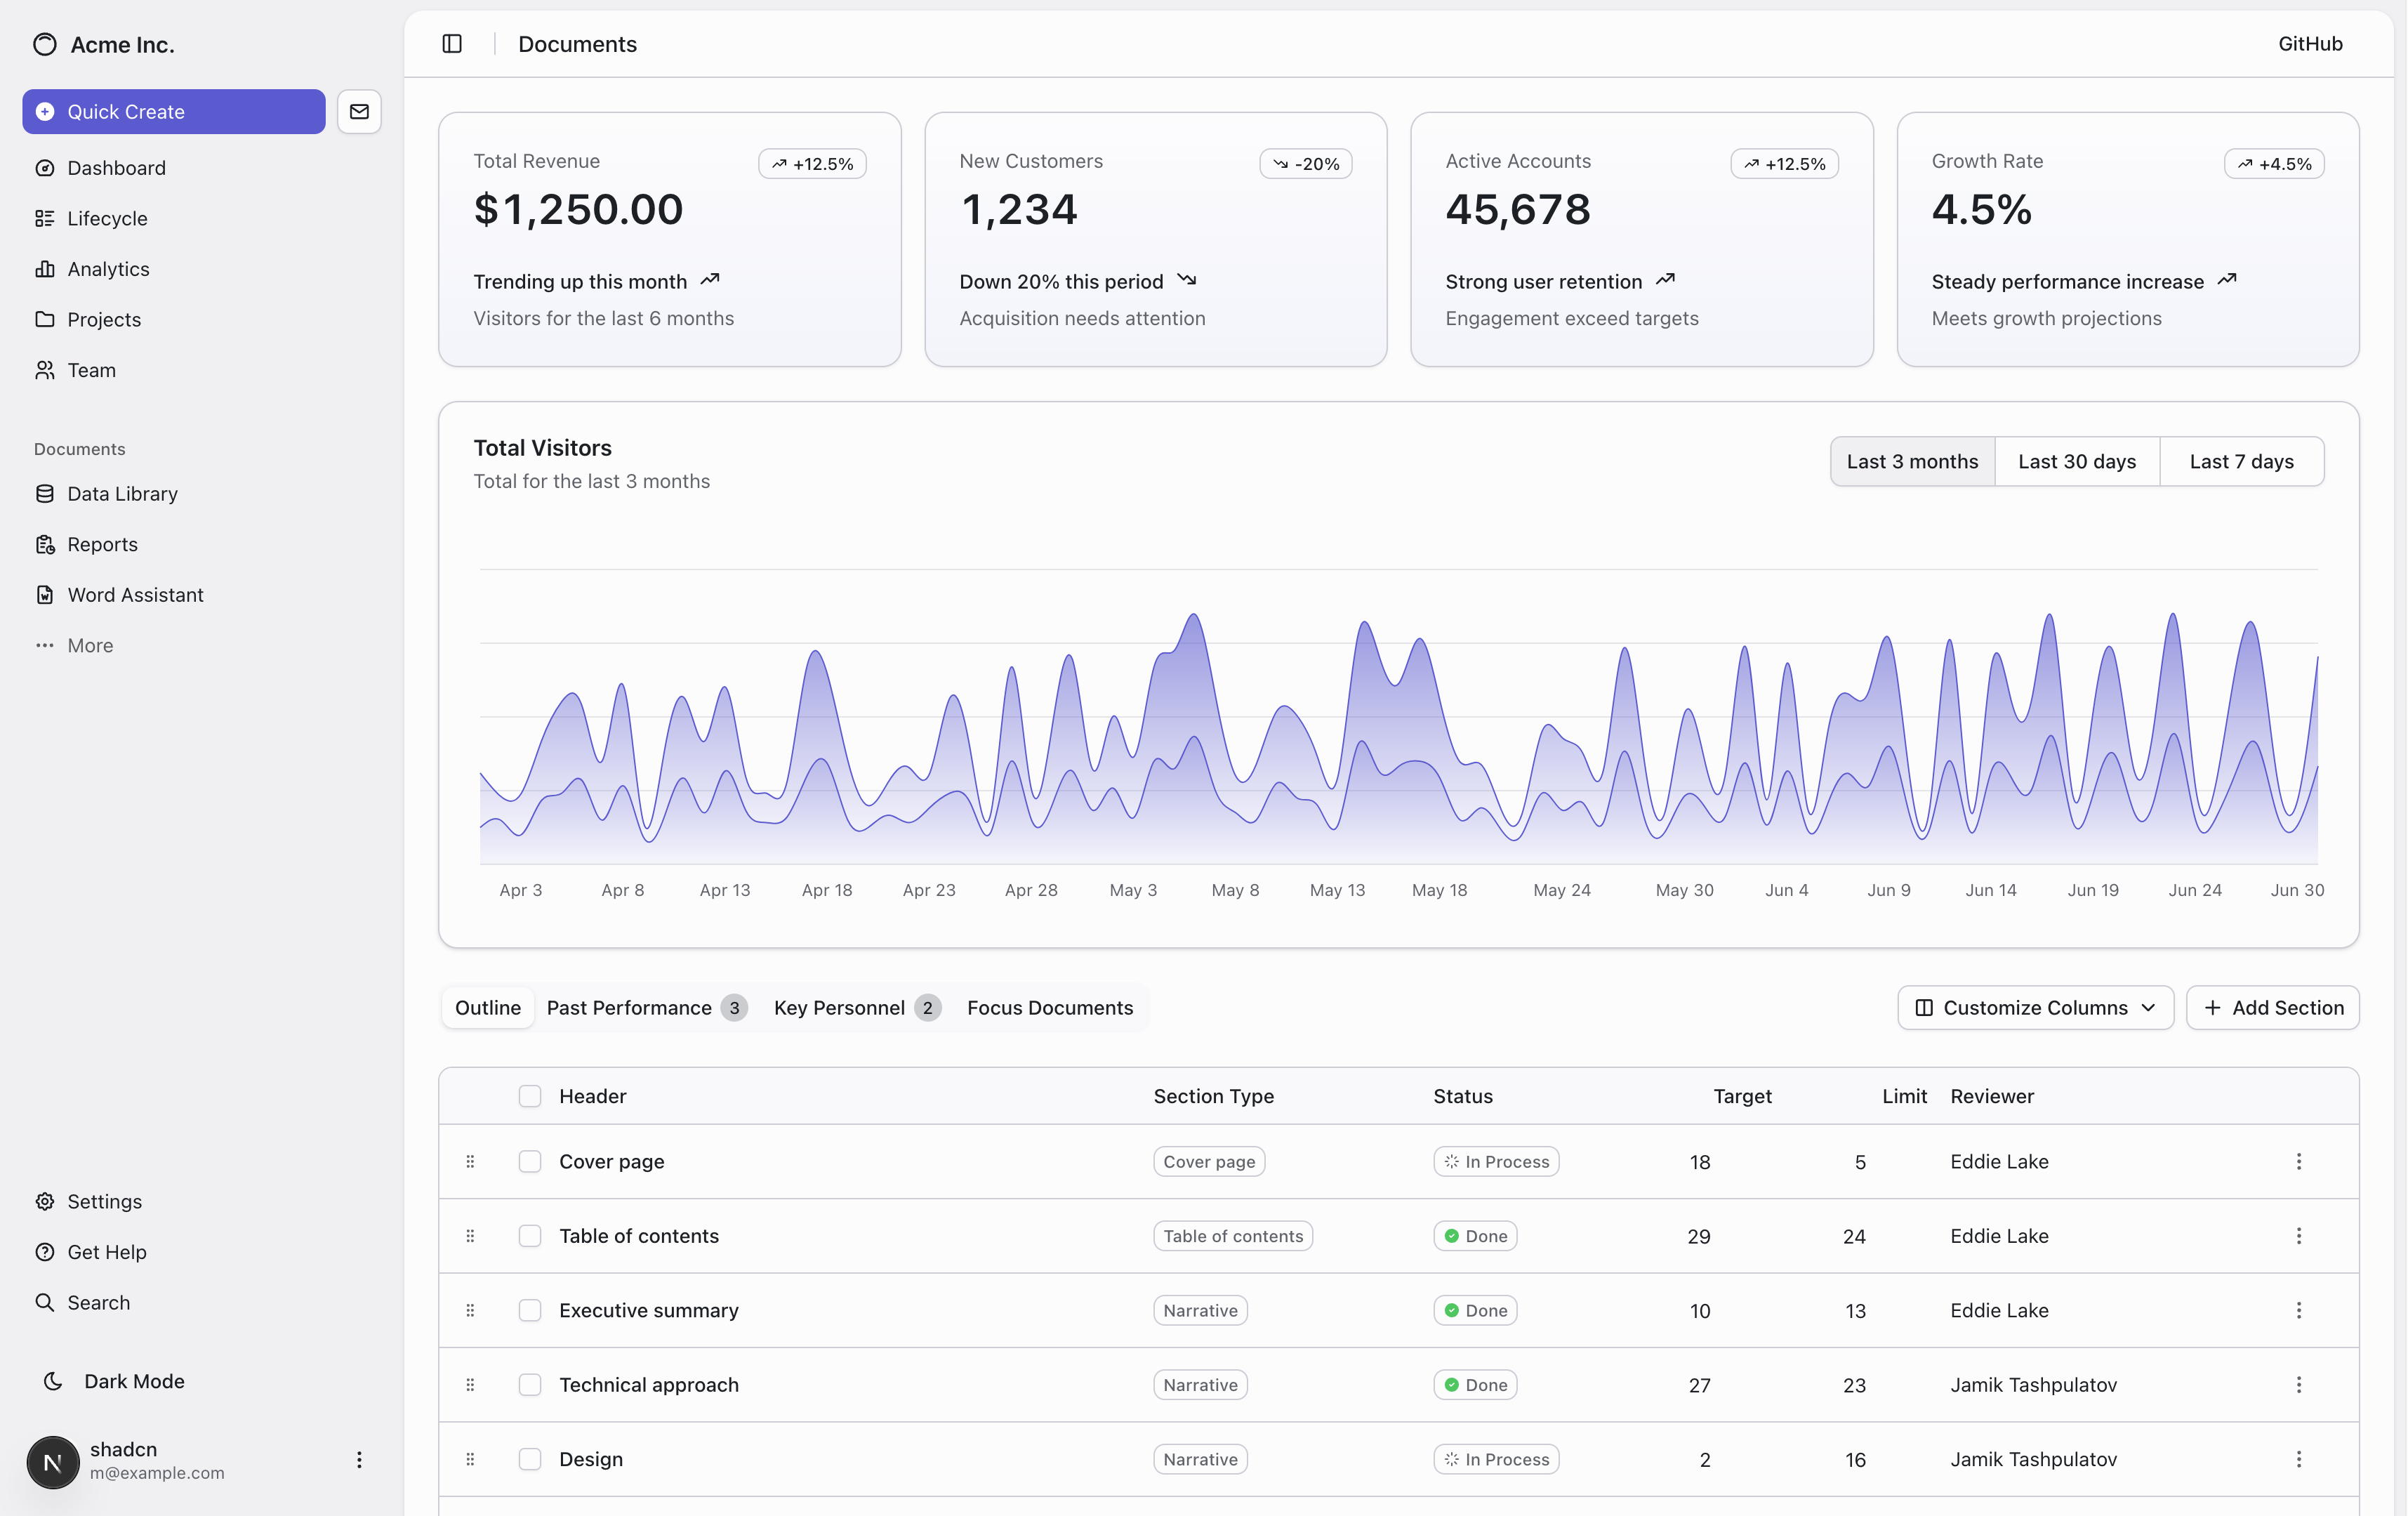 Acme Inc.
Quick Create
Dashboard
Lifecycle
Analytics
Projects
Team
Documents
Data Library
Reports
Word Assistant
More
Settings
Get Help
Search
Dark Mode
N
shadcn
m@example.com
Documents
GitHub
Total Revenue
+12.5%
$1,250.00
Trending up this month
Visitors for the last 6 months
New Customers
-20%
1,234
Down 20% this period
Acquisition needs attention
Active Accounts
+12.5%
45,678
Strong user retention
Engagement exceed targets
Growth Rate
+4.5%
4.5%
Steady performance increase
Meets growth projections
Total Visitors
Total for the last 3 months
Last 3 months Last 30 days Last 7 days
Apr 3 Apr 8 Apr 13 Apr 18 Apr 23 Apr 28 May 3 May 8 May 13 May 18 May 24 May 30 Jun 4 Jun 9 Jun 14 Jun 19 Jun 24 Jun 30
Outline Past Performance 3 Key Personnel 2 Focus Documents Customize Columns Add Section
Header Section Type Status Target Limit Reviewer
Cover page Cover page In Process 18 5 Eddie Lake
Table of contents Table of contents Done 29 24 Eddie Lake
Executive summary Narrative Done 10 13 Eddie Lake
Technical approach Narrative Done 27 23 Jamik Tashpulatov
Design Narrative In Process 2 16 Jamik Tashpulatov